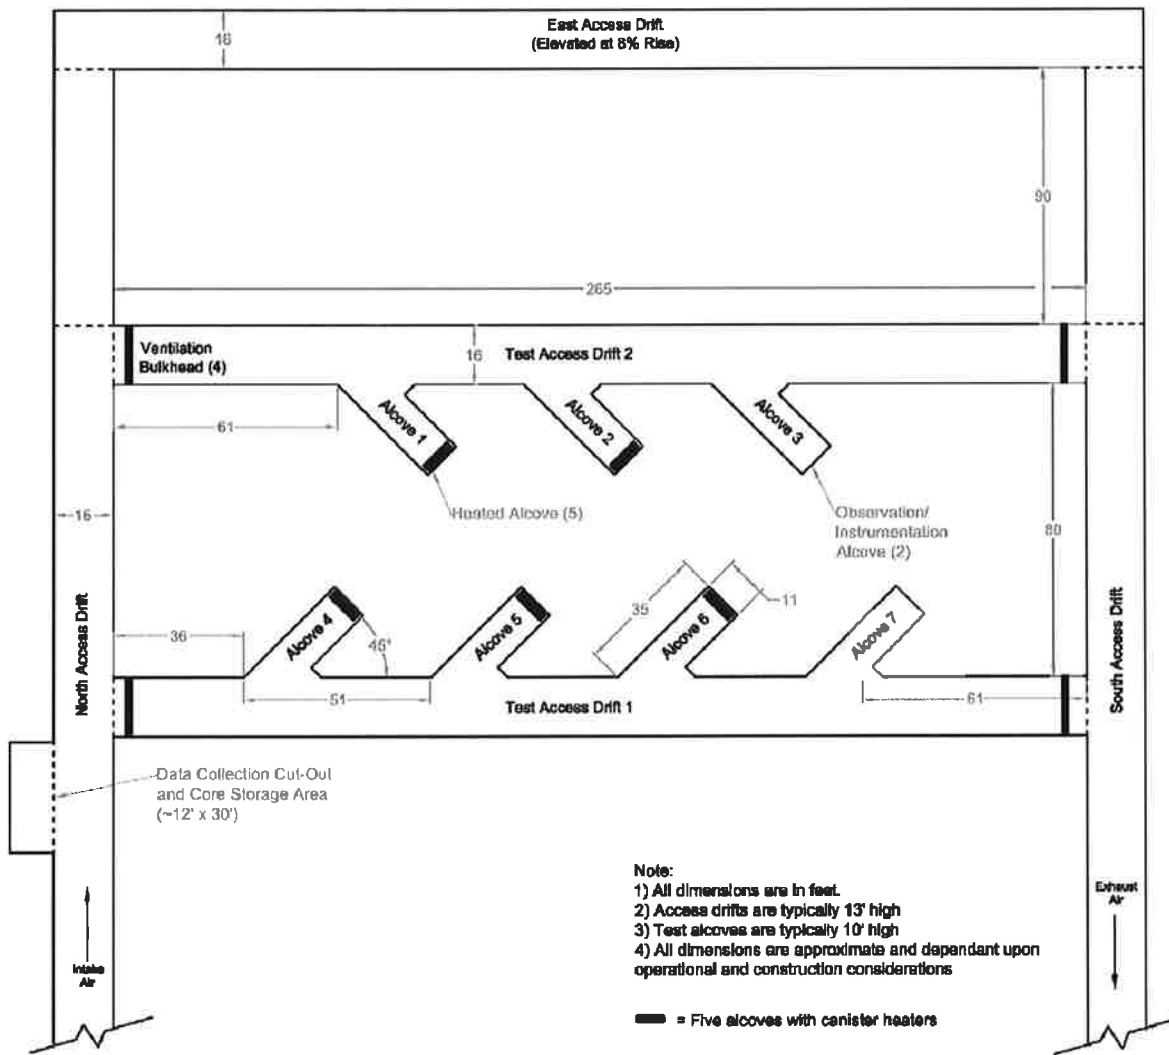 East Access Drift
(Elevated at 8% Rise)
16
90
265
Ventilation
Bulkhead (4)
16
Test Access Drift 2
61
Alcove 1
Alcove 2
Alcove 3
Heated Alcove (5)
Observation/
Instrumentation
Alcove (2)
16
80
North Access Drift
South Access Drift
36
Alcove 4
45°
Alcove 5
35
11
Alcove 6
Alcove 7
51
61
Test Access Drift 1
Data Collection Cut-Out
and Core Storage Area
(~12' x 30')
Note:
1) All dimensions are in feet.
2) Access drifts are typically 13' high
3) Test alcoves are typically 10' high
4) All dimensions are approximate and dependant upon
operational and construction considerations
= Five alcoves with canister heaters
Intake
Air
Exhaust
Air